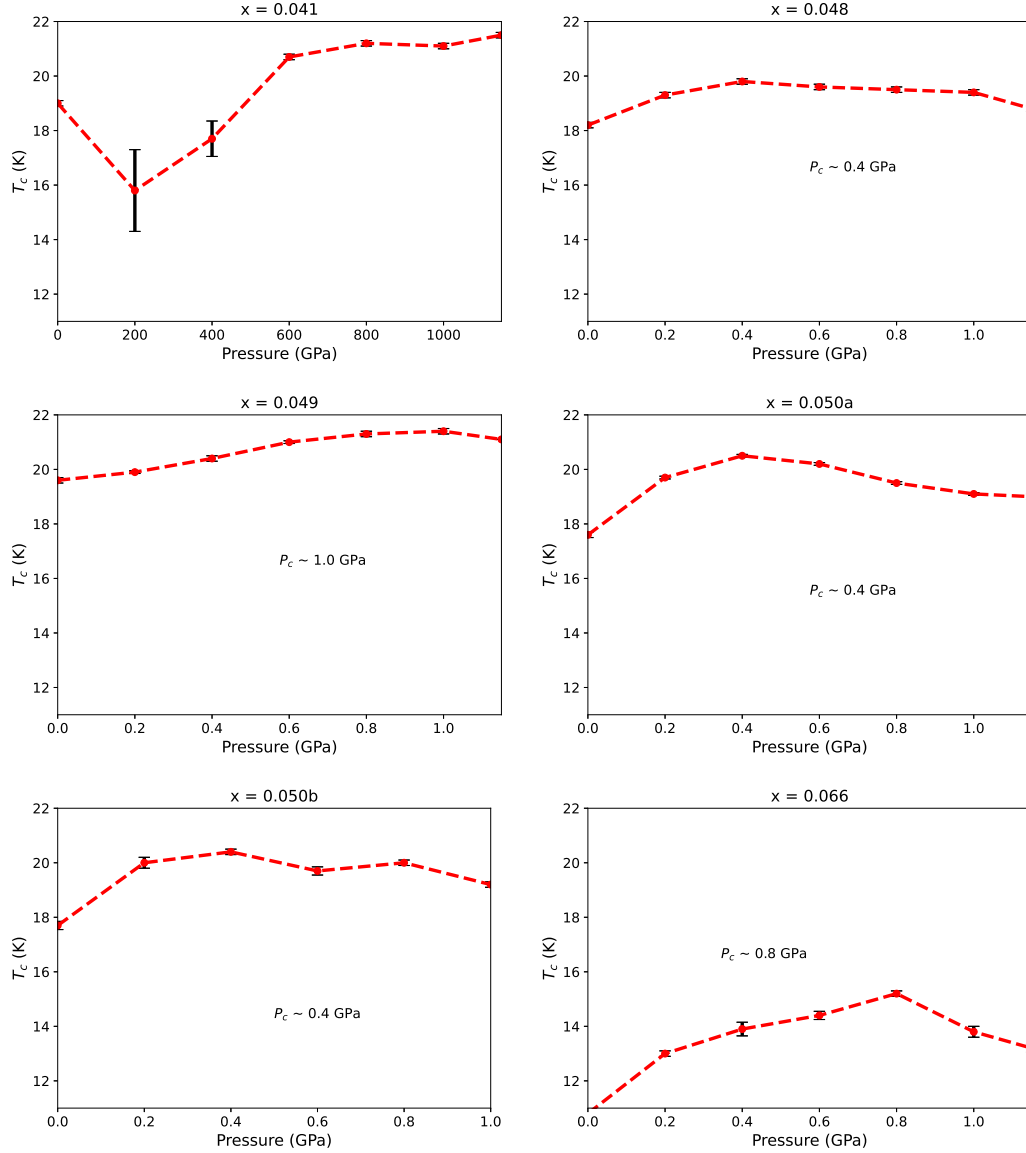 x = 0.041
22
20
18
16
14
12
T_c (K)
0 200 400 600 800 1000
Pressure (GPa)
x = 0.048
22
20
18
16
14
12
T_c (K)
P_c ~ 0.4 GPa
0.0 0.2 0.4 0.6 0.8 1.0
Pressure (GPa)
x = 0.049
22
20
18
16
14
12
T_c (K)
P_c ~ 1.0 GPa
0.0 0.2 0.4 0.6 0.8 1.0
Pressure (GPa)
x = 0.050a
22
20
18
16
14
12
T_c (K)
P_c ~ 0.4 GPa
0.0 0.2 0.4 0.6 0.8 1.0
Pressure (GPa)
x = 0.050b
22
20
18
16
14
12
T_c (K)
P_c ~ 0.4 GPa
0.0 0.2 0.4 0.6 0.8 1.0
Pressure (GPa)
x = 0.066
22
20
18
16
14
12
T_c (K)
P_c ~ 0.8 GPa
0.0 0.2 0.4 0.6 0.8 1.0
Pressure (GPa)